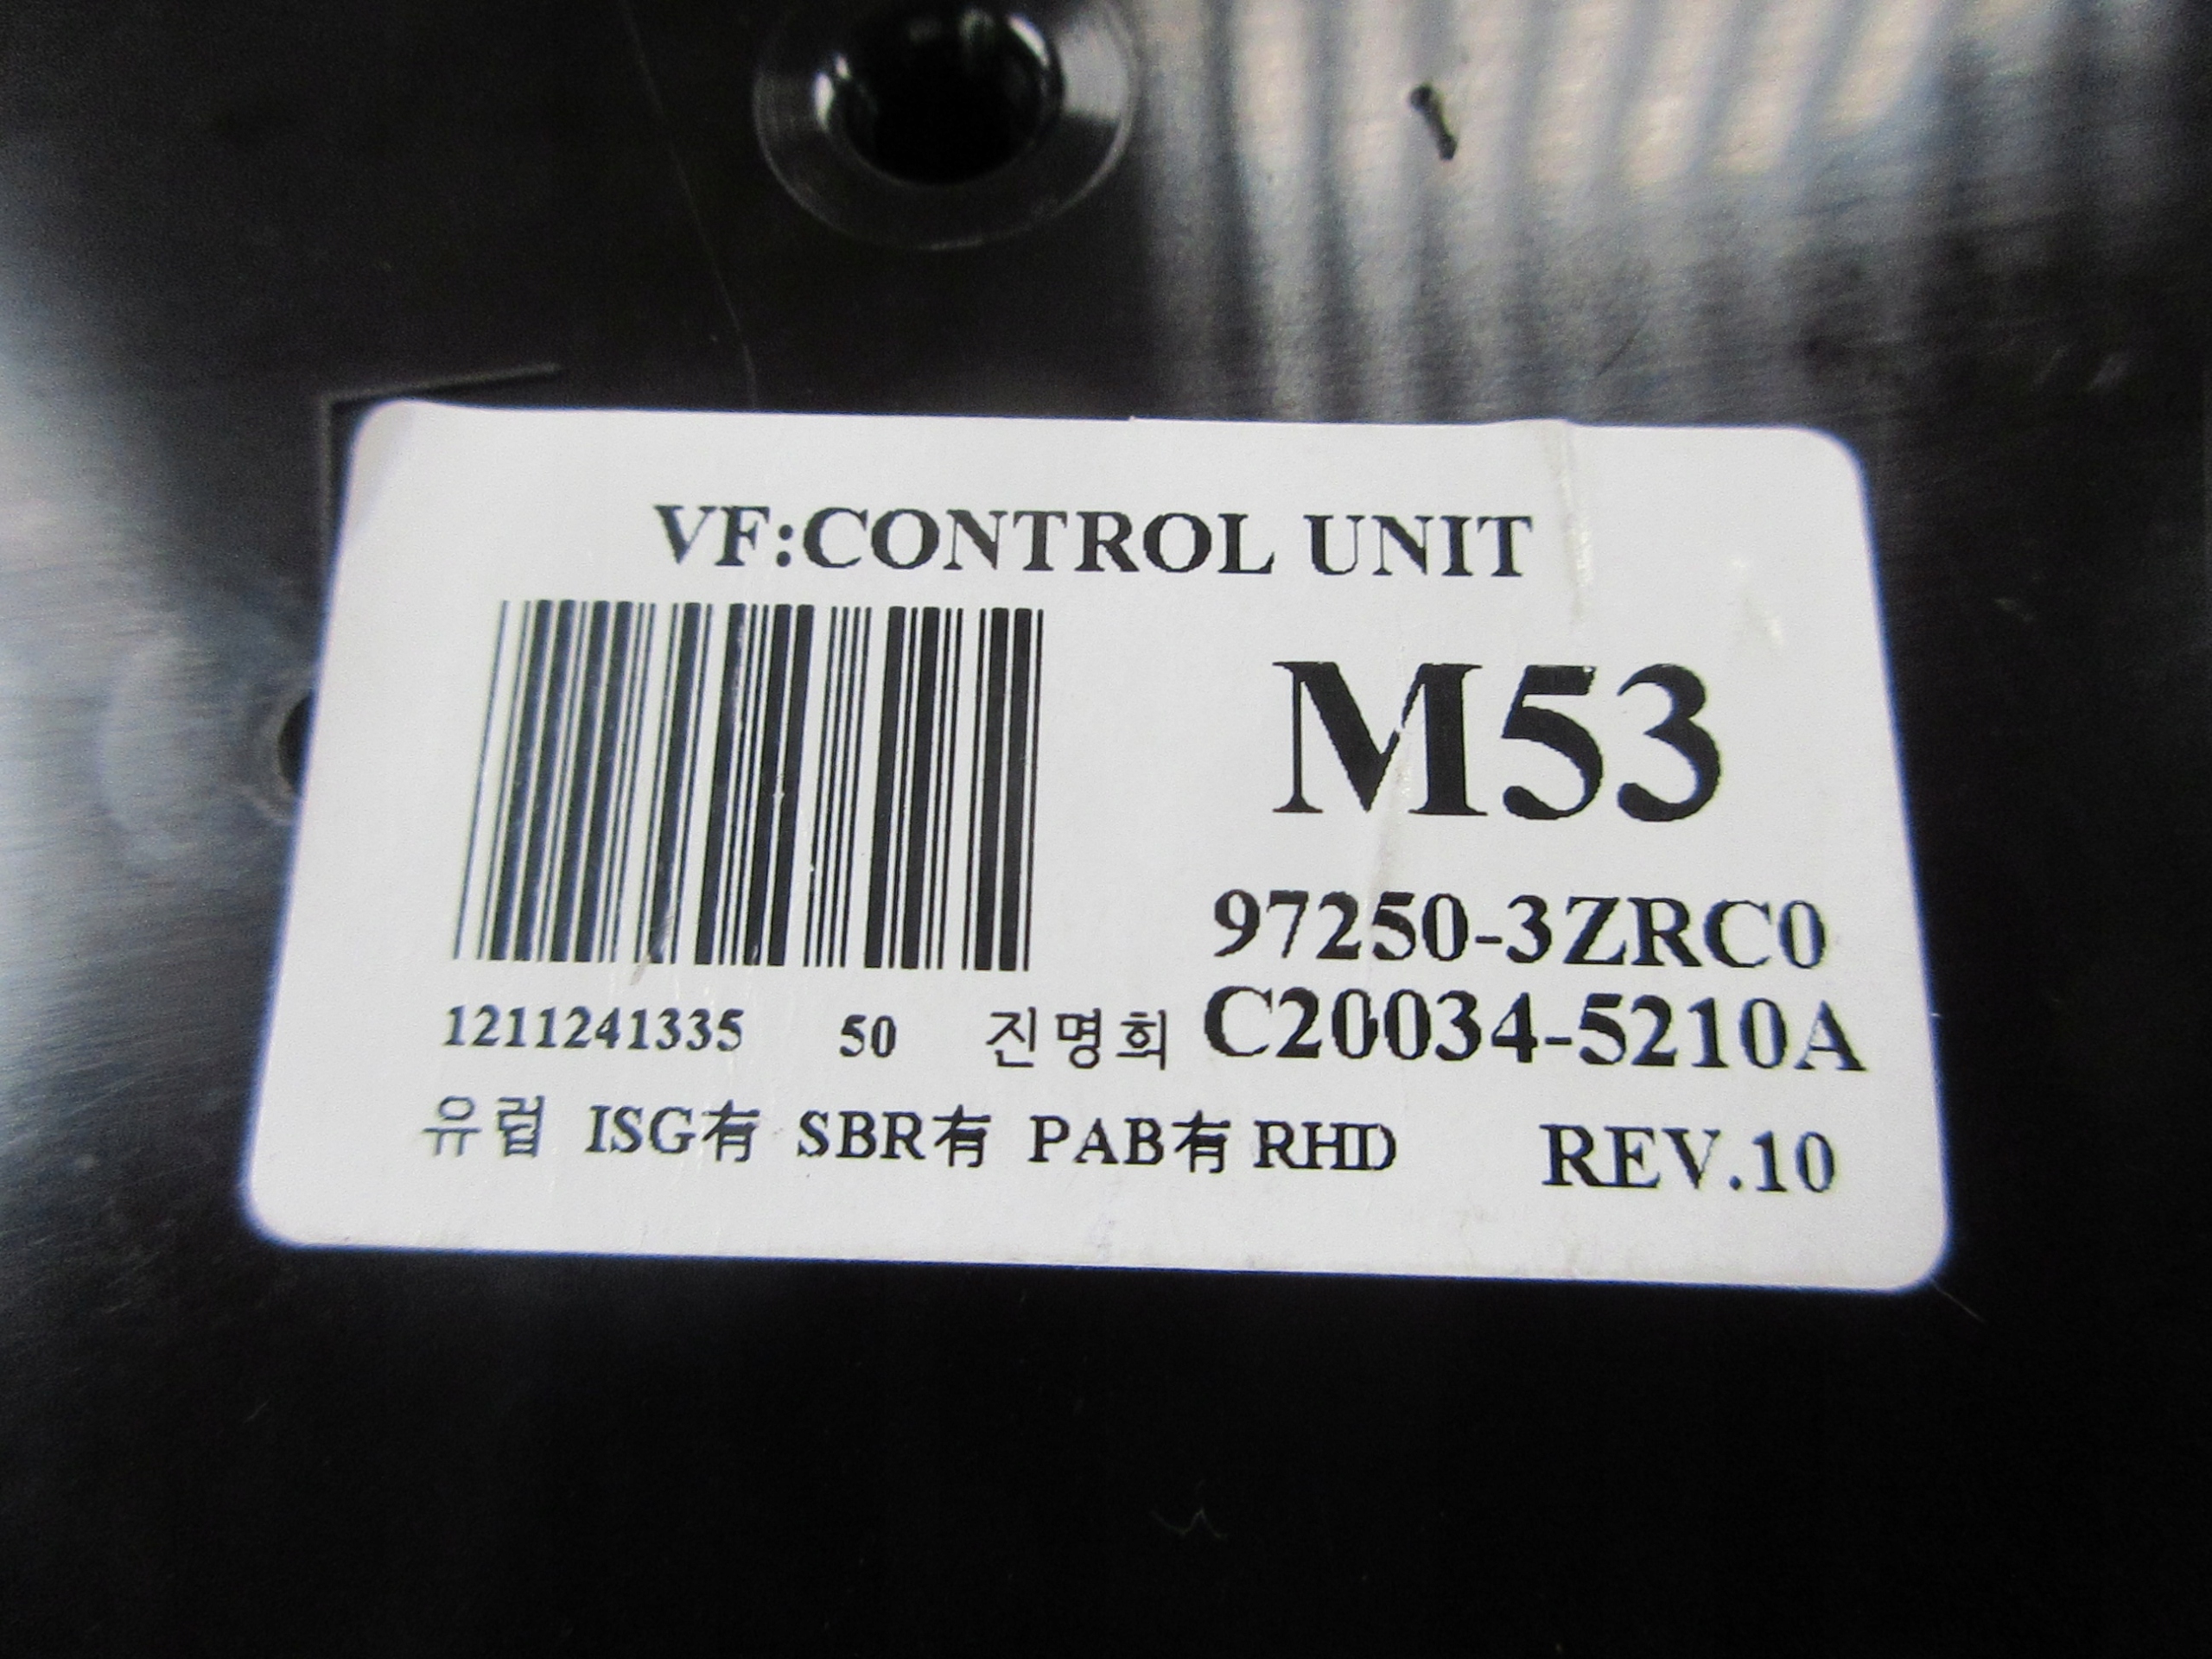 VF:CONTROL UNIT
M53
97250-3ZRC0
1211241335 50 진명희 C20034-5210A
유럽 ISG有 SBR有 PAB有 RHD REV.10